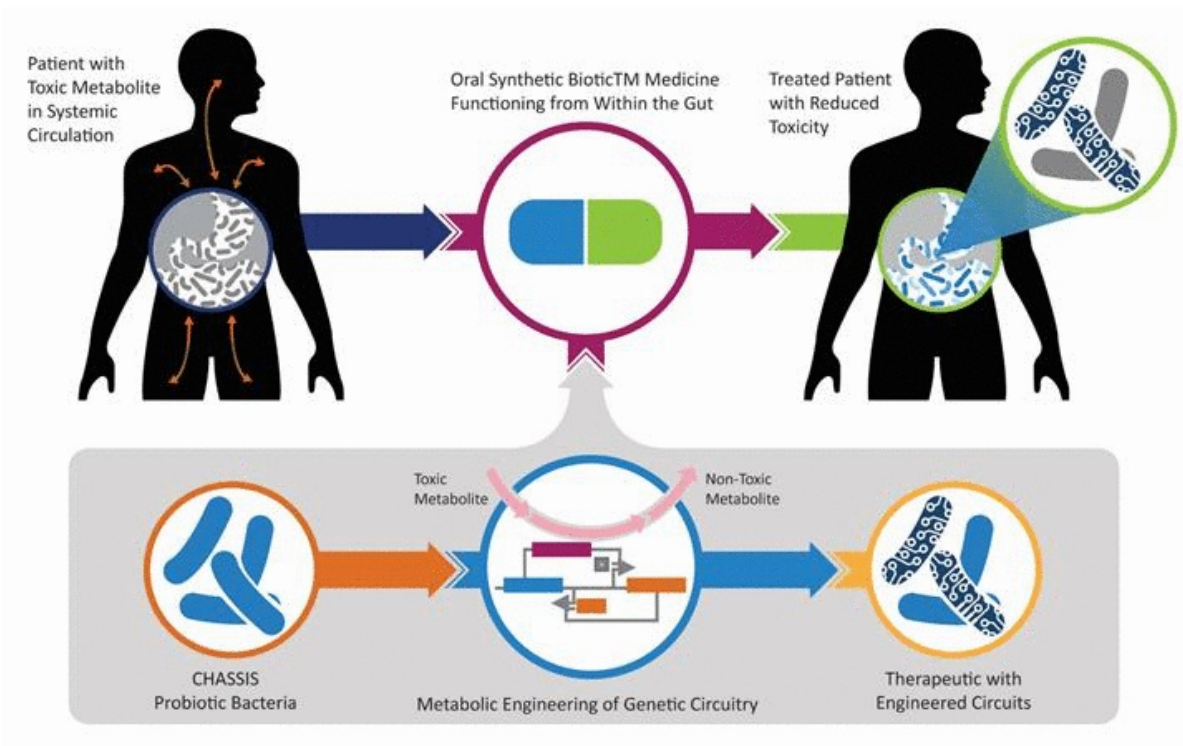 Patient with
Toxic Metabolite
in Systemic
Circulation
Oral Synthetic BioticTM Medicine
Functioning from Within the Gut
Treated Patient
with Reduced
Toxicity
Toxic
Metabolite
Non-Toxic
Metabolite
CHASSIS
Probiotic Bacteria
Metabolic Engineering of Genetic Circuitry
Therapeutic with
Engineered Circuits